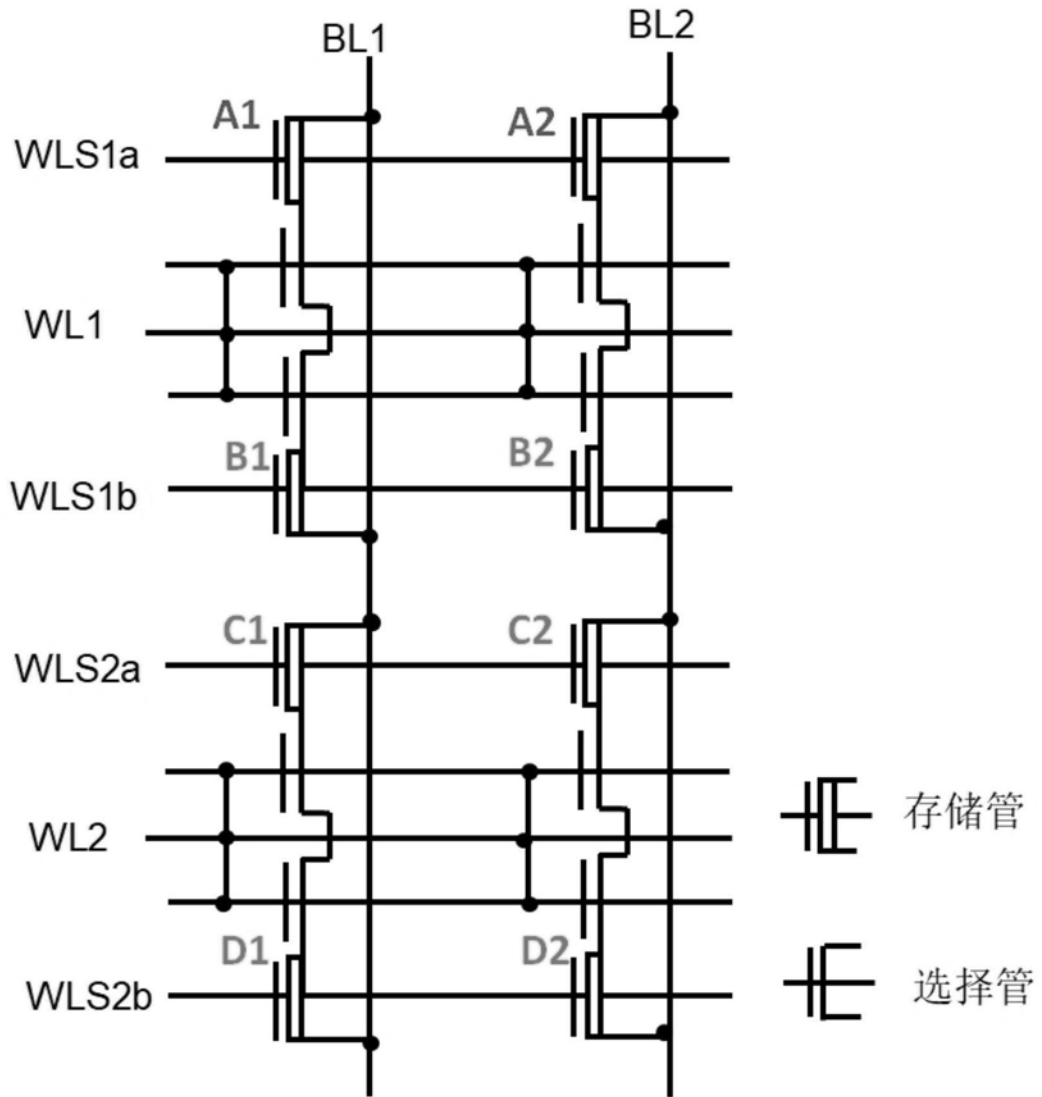 BL1
BL2
A1
A2
WLS1a
WL1
B1
B2
WLS1b
C1
C2
WLS2a
存储管
WL2
D1
D2
选择管
WLS2b